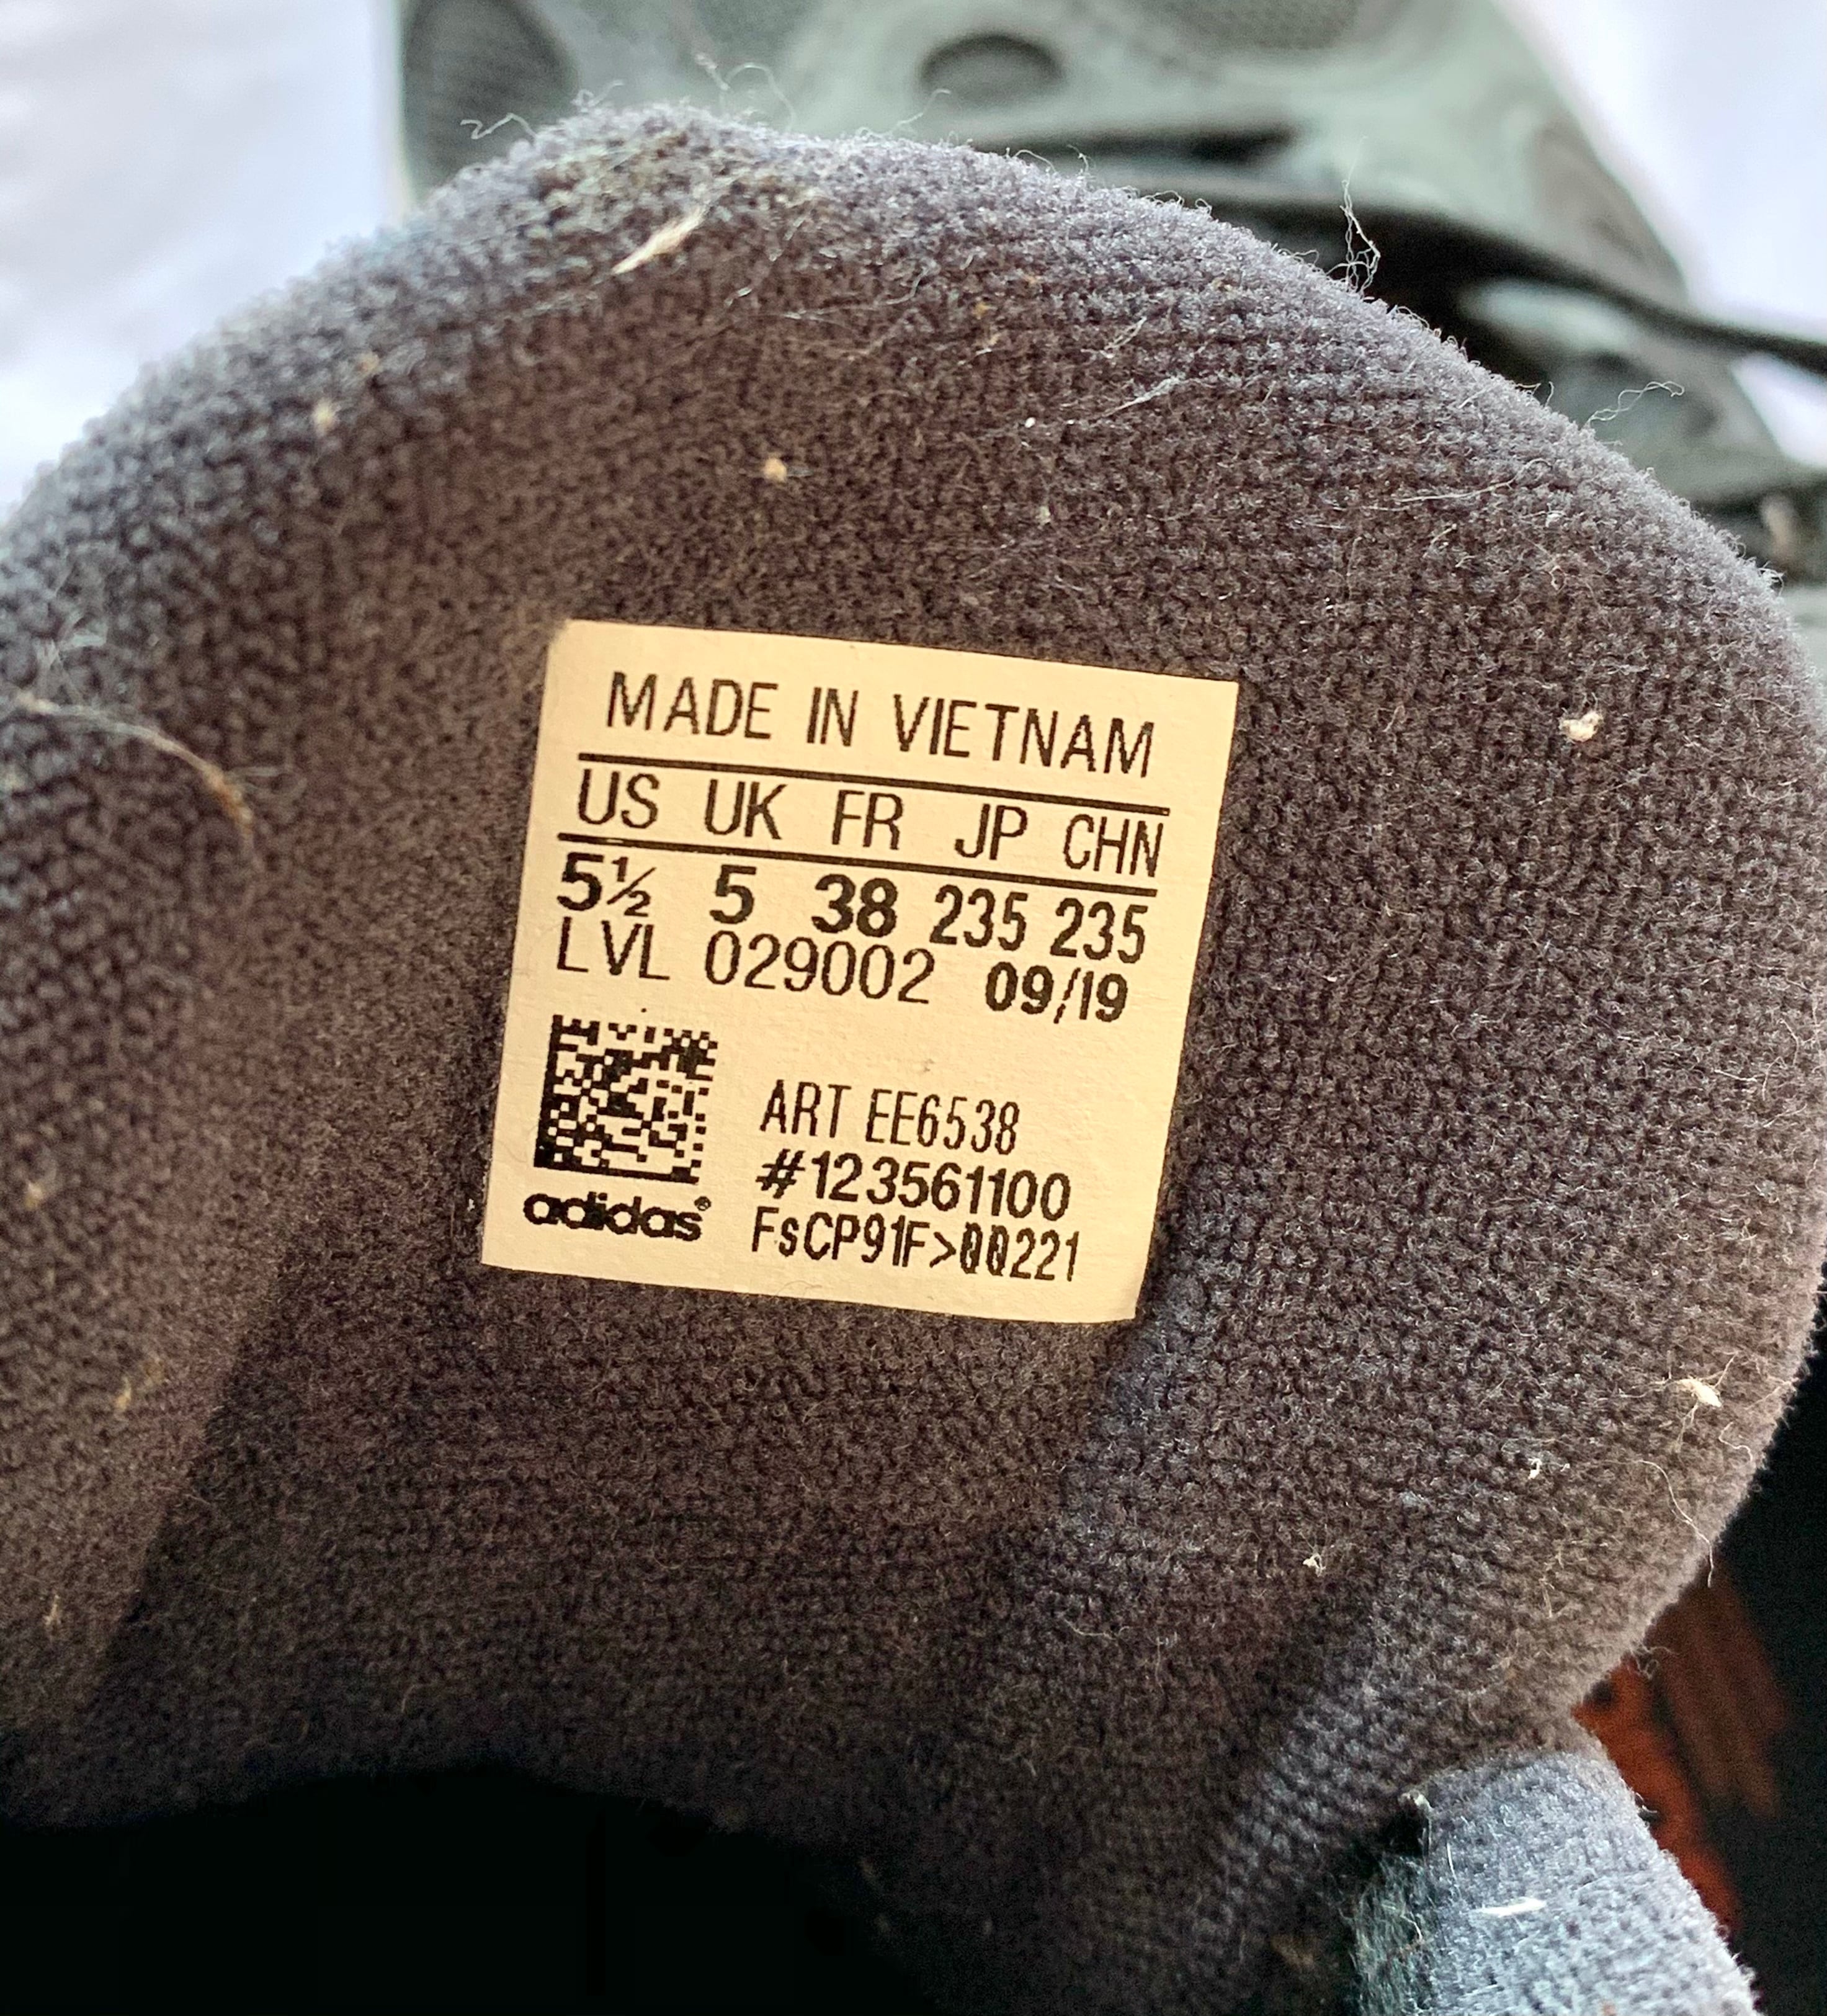 MADE IN VIETNAM
US UK FR JP CHN
5½ 5 38 235 235
LVL 029002 09/19
ART EE6538
#123561100
adidas®
FsCP91F>00221